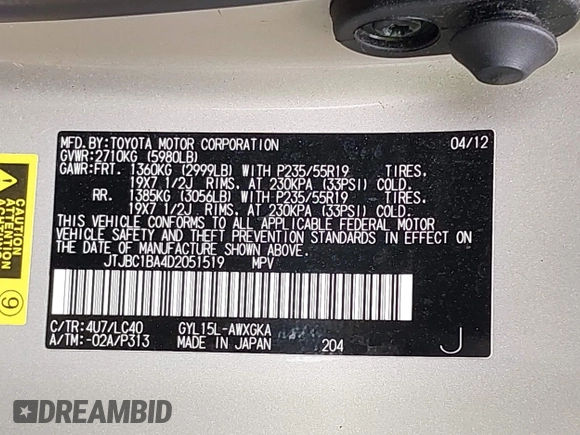 MFD.BY:TOYOTA MOTOR CORPORATION 04/12
GVWR:2710KG (5980LB)
GAWR:FRT. 1360KG (2999LB) WITH P235/55R19 TIRES,
19X7 1/2J RIMS, AT 230KPA (33PSI) COLD.
RR. 1385KG (3056LB) WITH P235/55R19 TIRES,
19X7 1/2J RIMS, AT 230KPA (33PSI) COLD.
THIS VEHICLE CONFORMS TO ALL APPLICABLE FEDERAL MOTOR
VEHICLE SAFETY AND THEFT PREVENTION STANDARDS IN EFFECT
ON THE DATE OF MANUFACTURE SHOWN ABOVE.
JTJBC1BA4D2051519 MPV
C/TR:4U7/LC40 GYL15L-AWXGKA
A/TM:-02A/P313 MADE IN JAPAN 204 J
CAUTION
Attention
9
DREAMBID